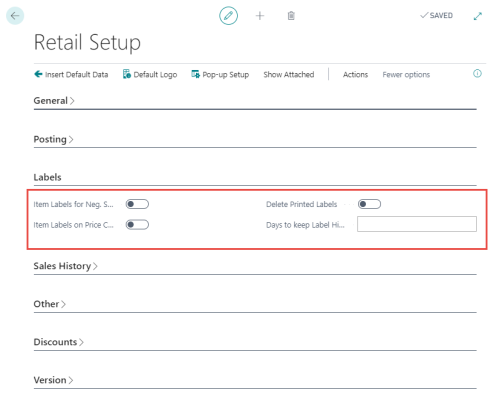 SAVED
Retail Setup
Insert Default Data Default Logo Pop-up Setup Show Attached Actions Fewer options
General
Posting
Labels
Item Labels for Neg. S... Delete Printed Labels
Item Labels on Price C... Days to keep Label Hi...
Sales History
Other
Discounts
Version